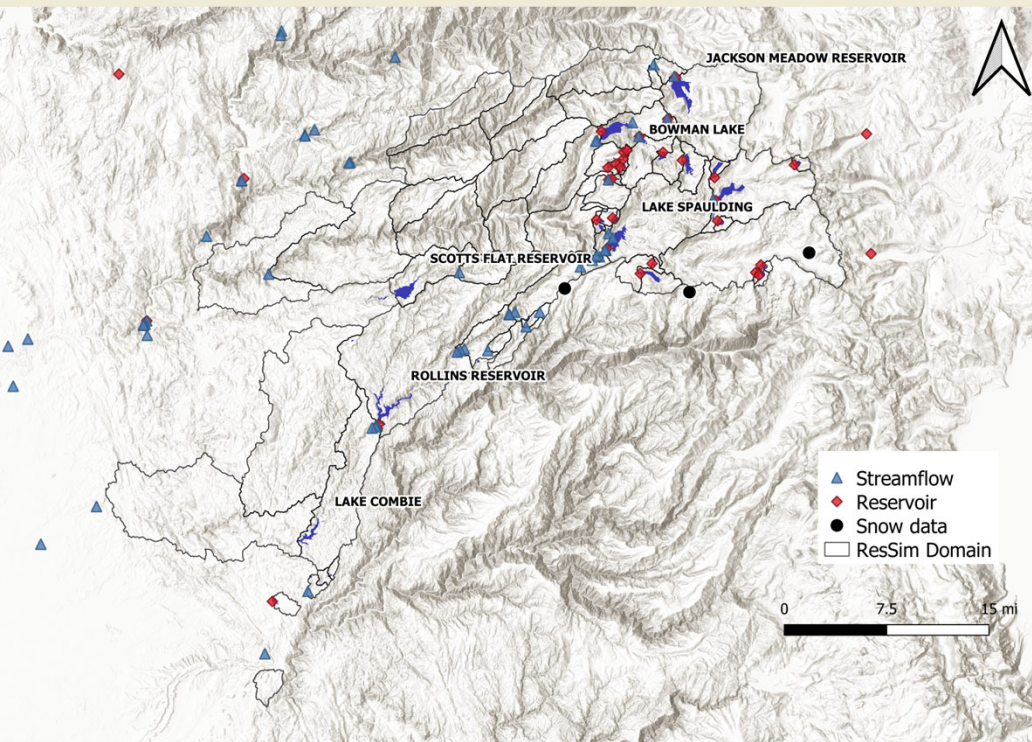 JACKSON MEADOW RESERVOIR
BOWMAN LAKE
LAKE SPAULDING
SCOTTS FLAT RESERVOIR
ROLLINS RESERVOIR
LAKE COMBIE
Streamflow
Reservoir
Snow data
ResSim Domain
0 7.5 15 mi